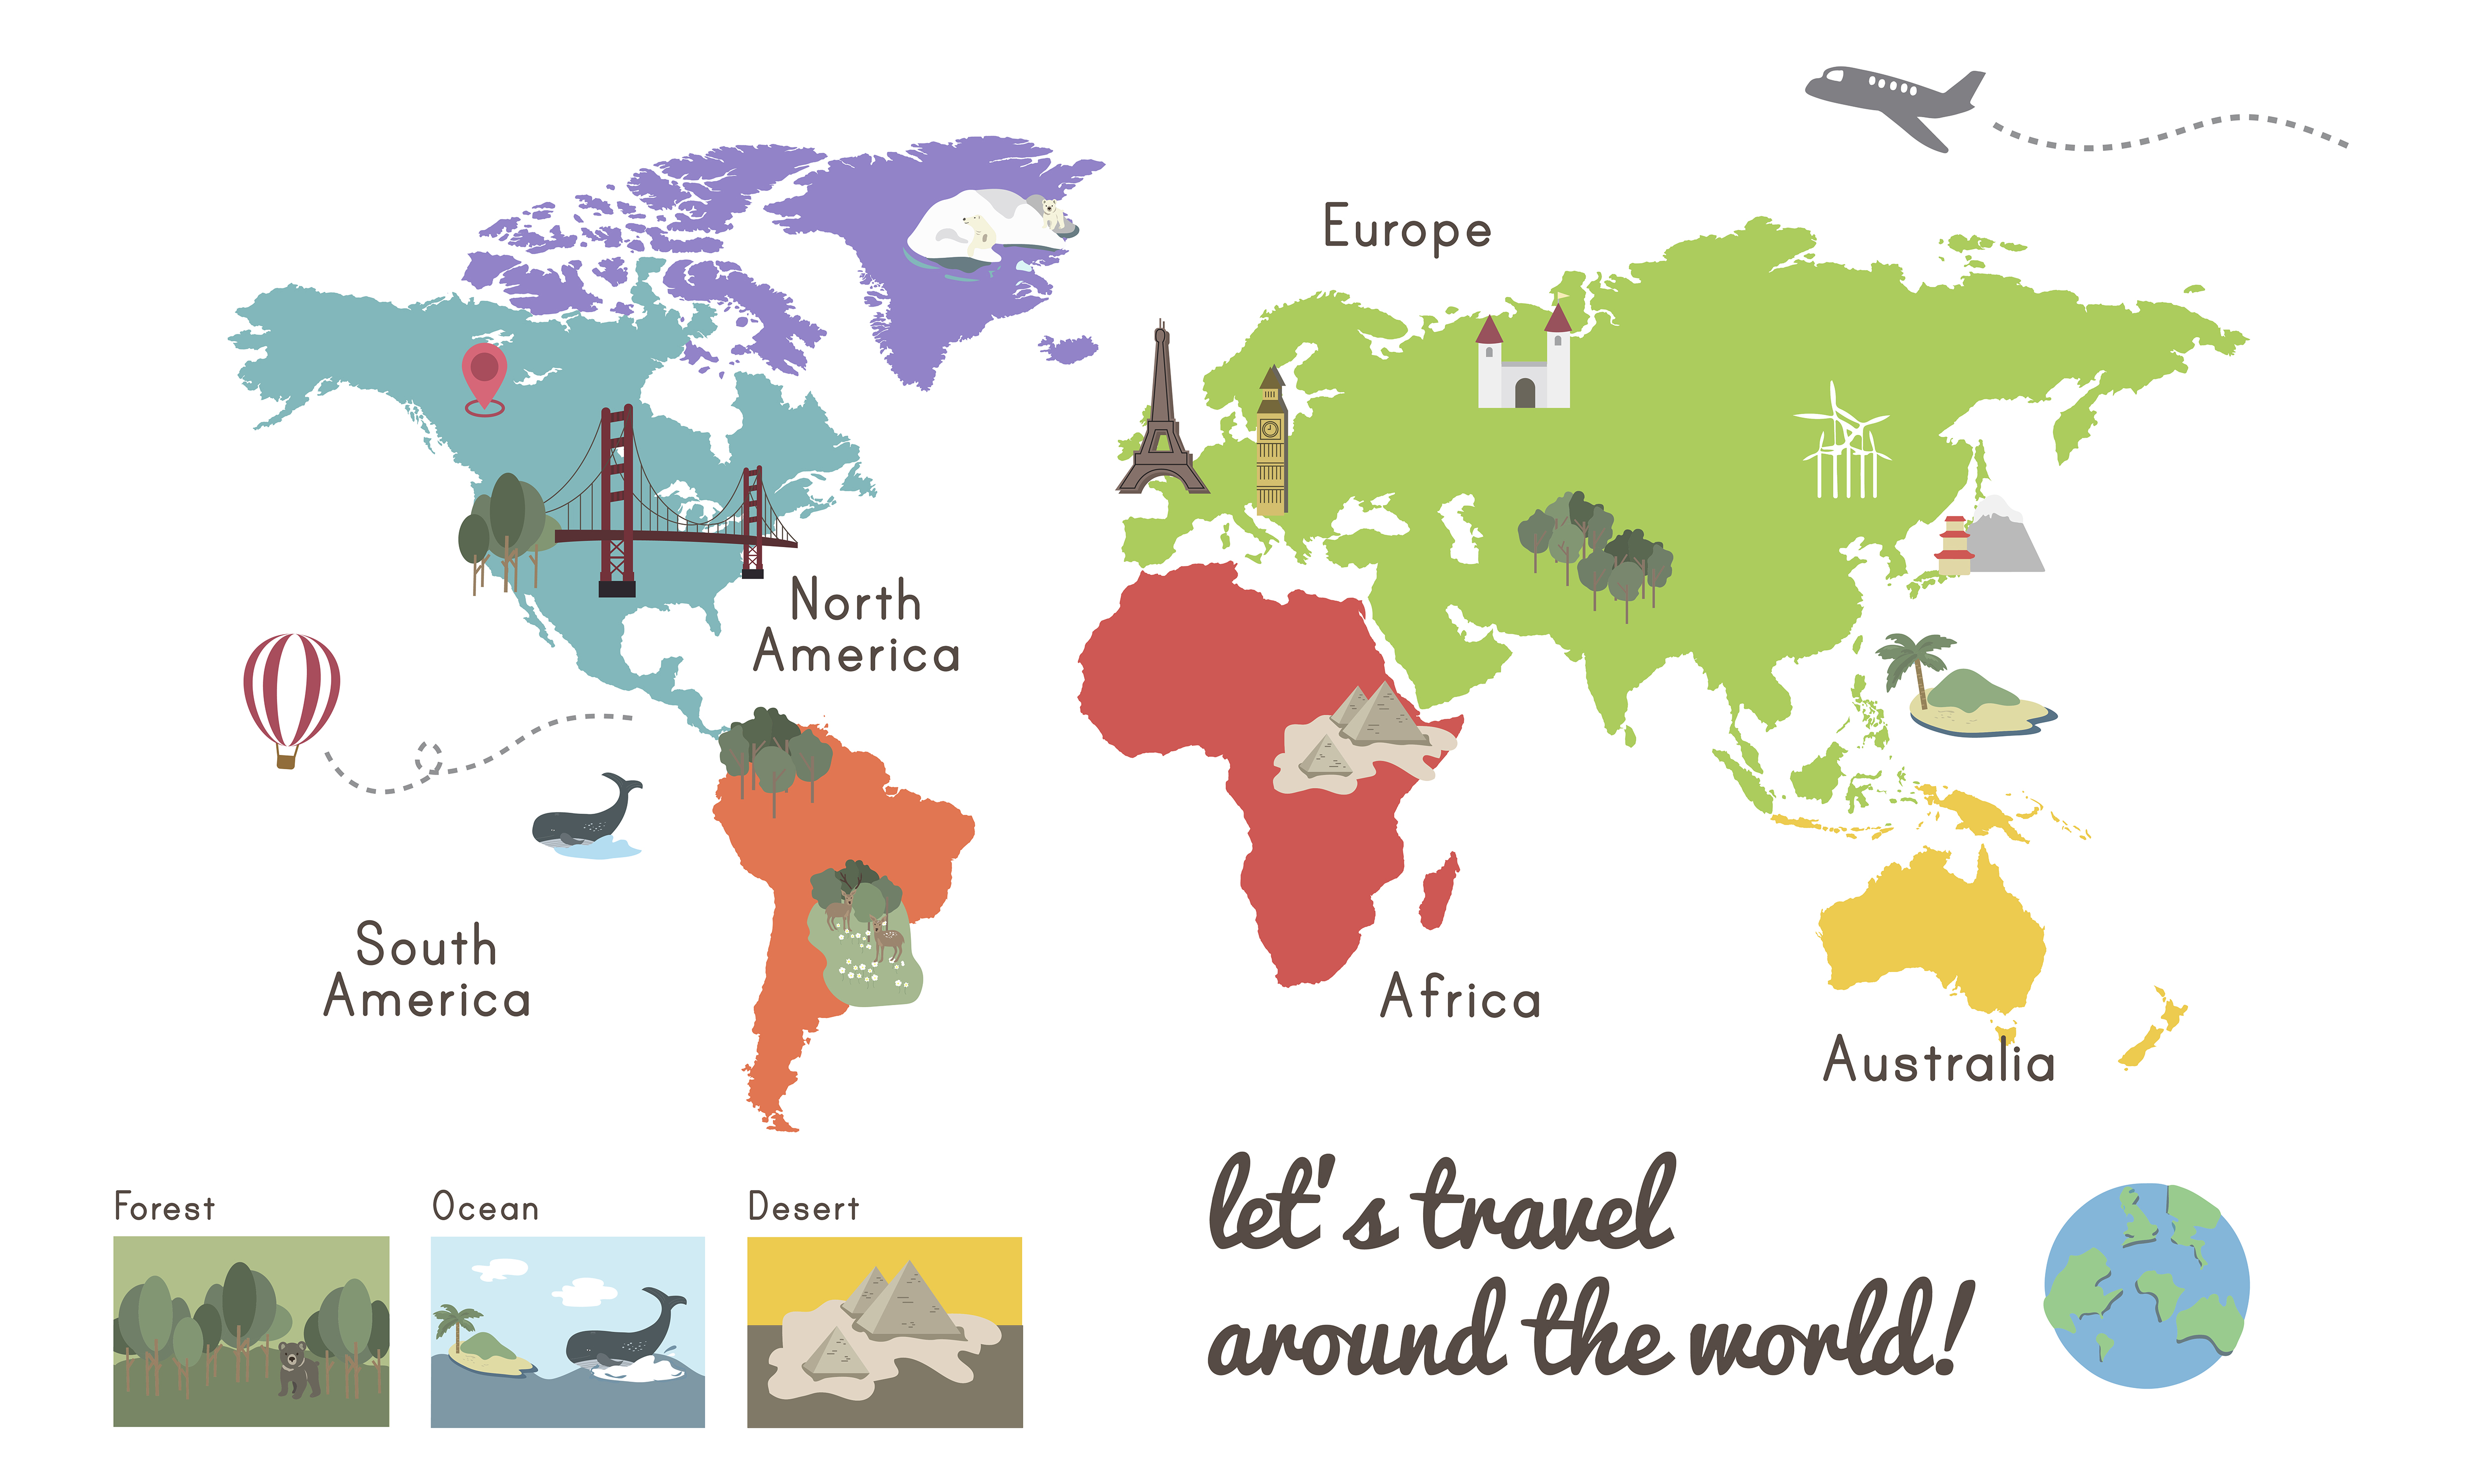 Europe
North
America
South
America
Africa
Australia
Forest
Ocean
Desert
let's travel
around the world!